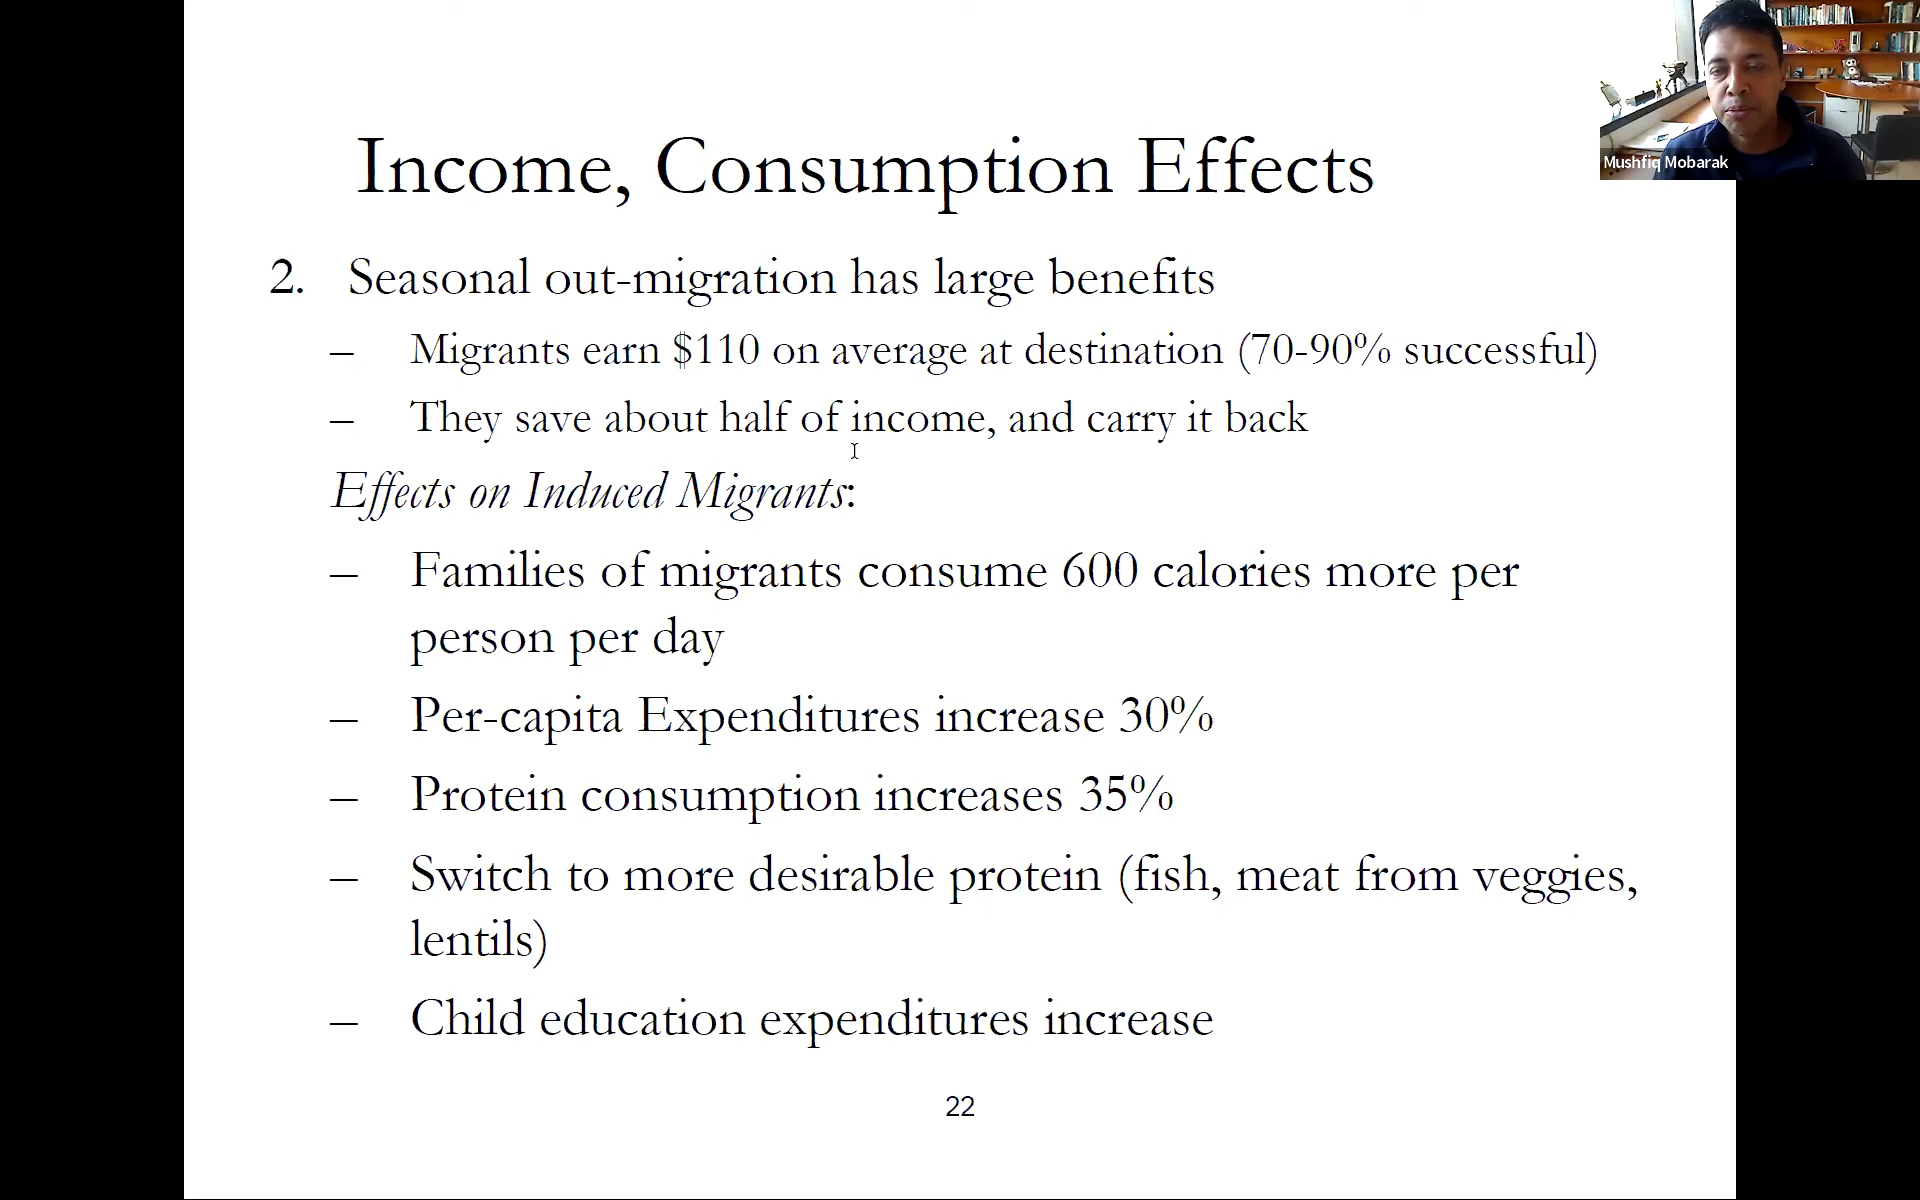 Income, Consumption Effects
Mushfiq Mobarak
2. Seasonal out-migration has large benefits
– Migrants earn $110 on average at destination (70-90% successful)
– They save about half of income, and carry it back
Effects on Induced Migrants:
– Families of migrants consume 600 calories more per
person per day
– Per-capita Expenditures increase 30%
– Protein consumption increases 35%
– Switch to more desirable protein (fish, meat from veggies,
lentils)
– Child education expenditures increase
22